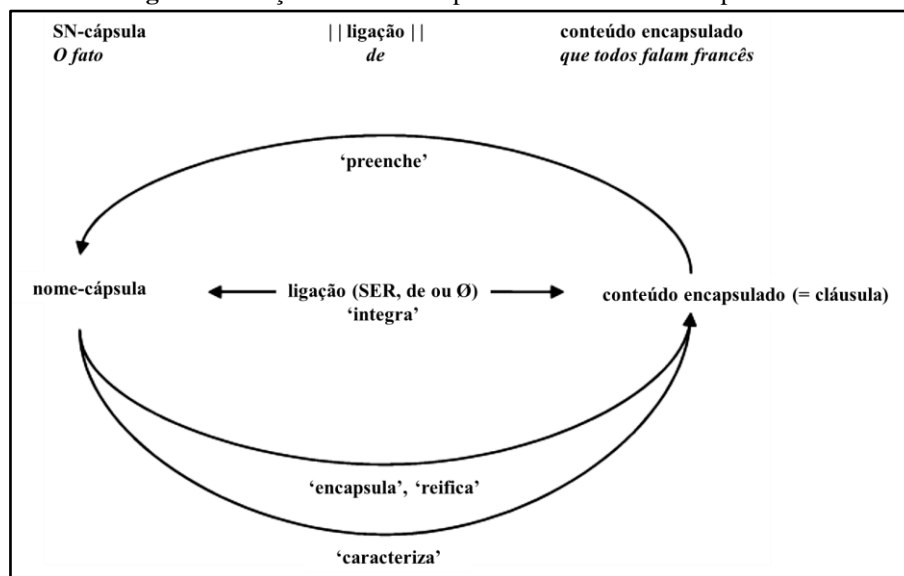 SN-cápsula || ligação || conteúdo encapsulado
O fato de que todos falam francês
‘preenche’
nome-cápsula ligação (SER, de ou Ø) conteúdo encapsulado (= cláusula)
‘integra’
‘encapsula’, ‘reifica’
‘caracteriza’